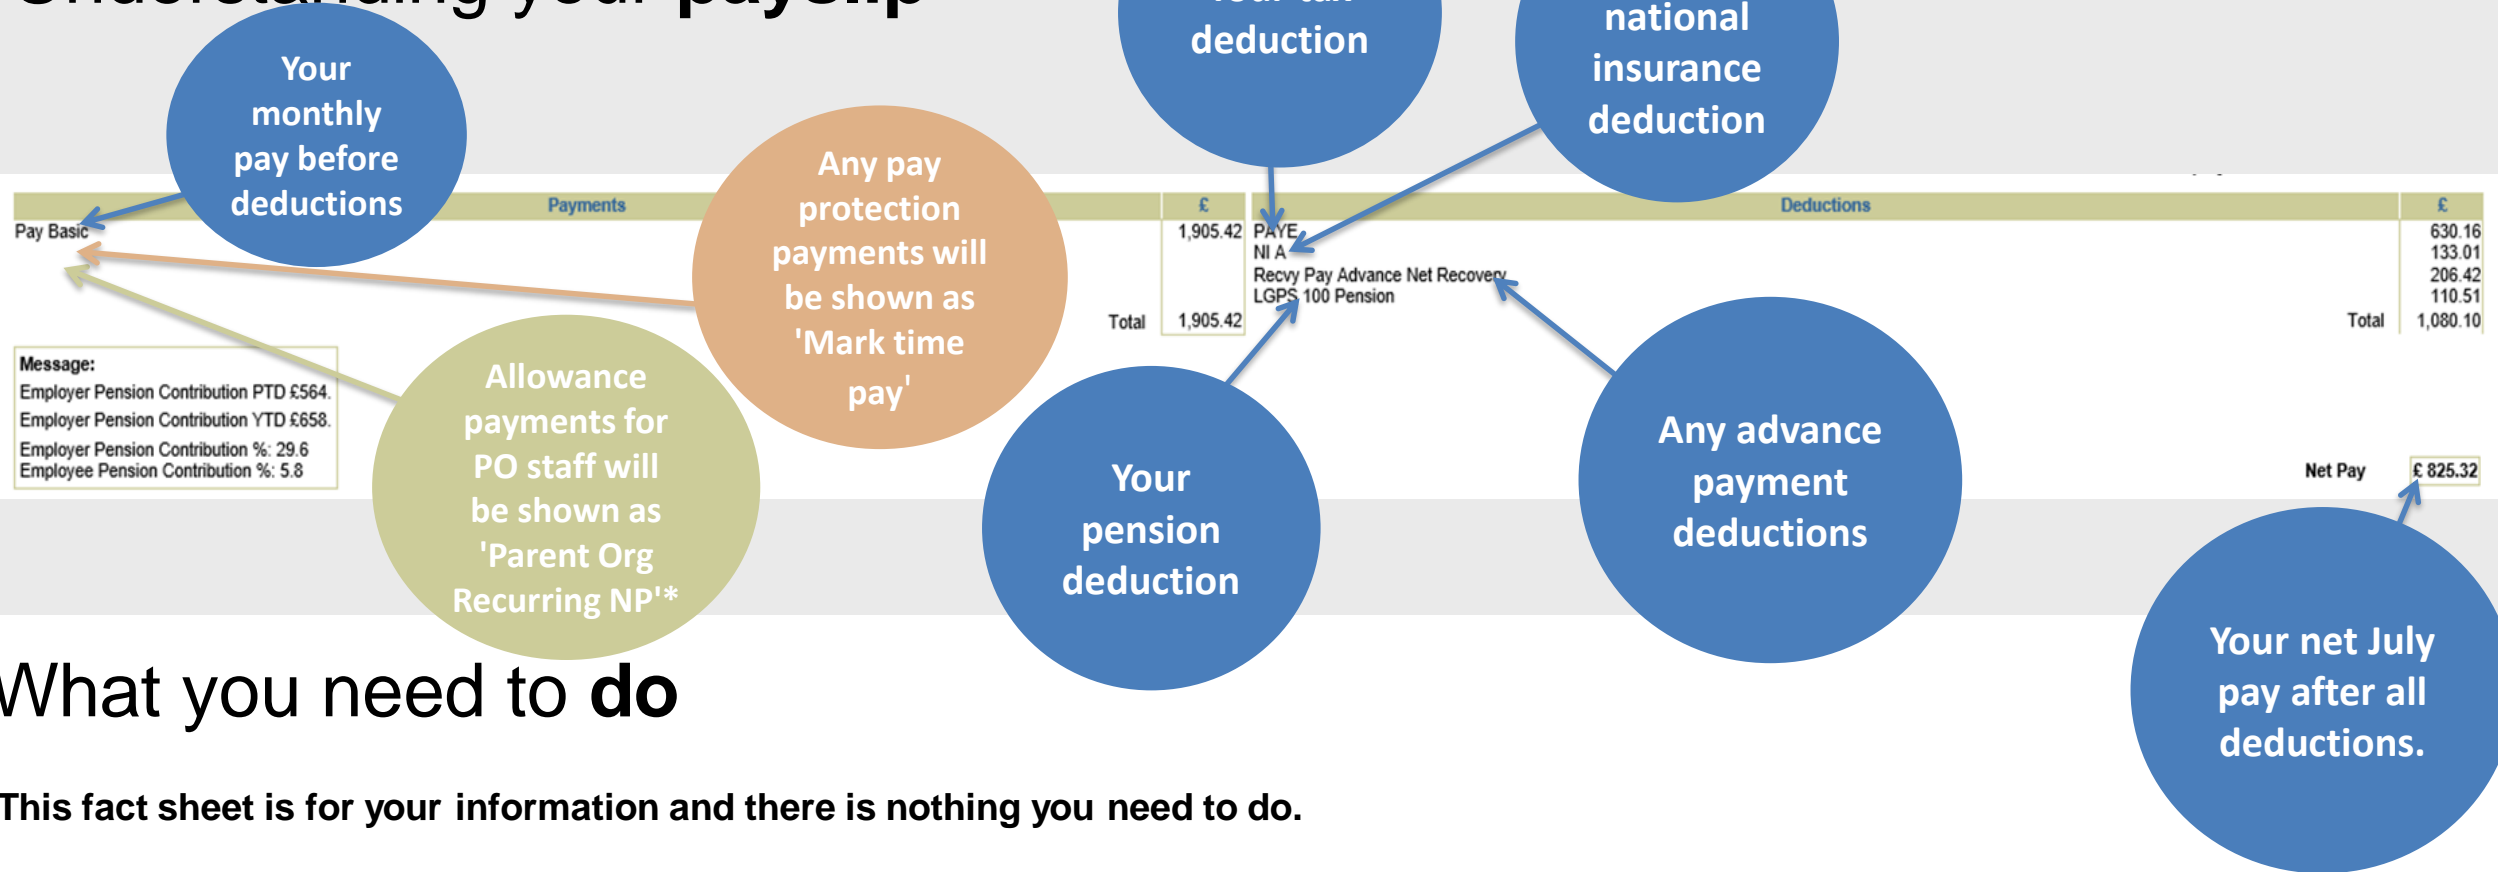 Understanding your payslip
Your tax
deduction
national
insurance
deduction
Your
monthly
pay before
deductions
Any pay
protection
payments will
be shown as
'Mark time
pay'
Payments £ Deductions £
Pay Basic 1,905.42 PAYE 630.16
NI A 133.01
Recvy Pay Advance Net Recovery 206.42
LGPS 100 Pension 110.51
Total 1,905.42 Total 1,080.10
Message:
Employer Pension Contribution PTD £564.
Employer Pension Contribution YTD £658.
Employer Pension Contribution %: 29.6
Employee Pension Contribution %: 5.8
Net Pay £ 825.32
Allowance
payments for
PO staff will
be shown as
'Parent Org
Recurring NP'*
Your
pension
deduction
Any advance
payment
deductions
Your net July
pay after all
deductions.
What you need to do
This fact sheet is for your information and there is nothing you need to do.